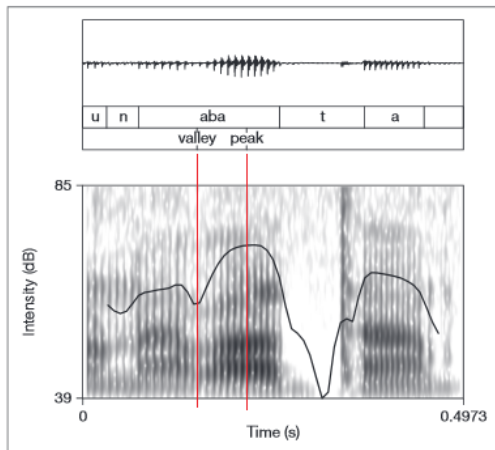 u n aba t a
valley peak
85
Intensity (dB)
39
0 0.4973
Time (s)